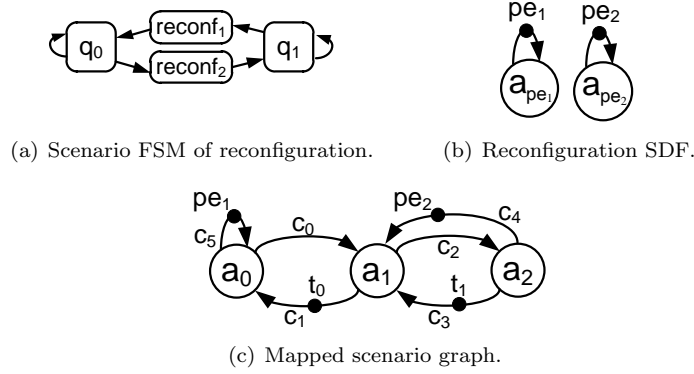 q0 reconf1 q1
reconf2
pe1 pe2
ape1 ape2
(a) Scenario FSM of reconfiguration. (b) Reconfiguration SDF.
pe1 pe2
c5 c0 c2 c4
a0 a1 a2
t0 t1
c1 c3
(c) Mapped scenario graph.